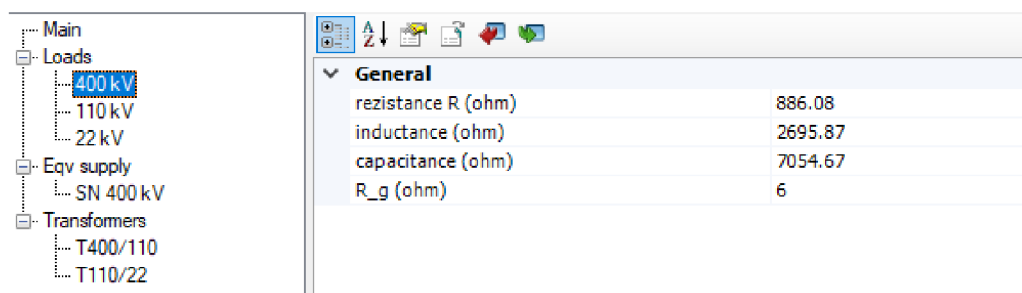 Main
Loads
400 kV
110 kV
22 kV
Eqv supply
SN 400 kV
Transformers
T400/110
T110/22
General
rezistance R (ohm) 886.08
inductance (ohm) 2695.87
capacitance (ohm) 7054.67
R_g (ohm) 6